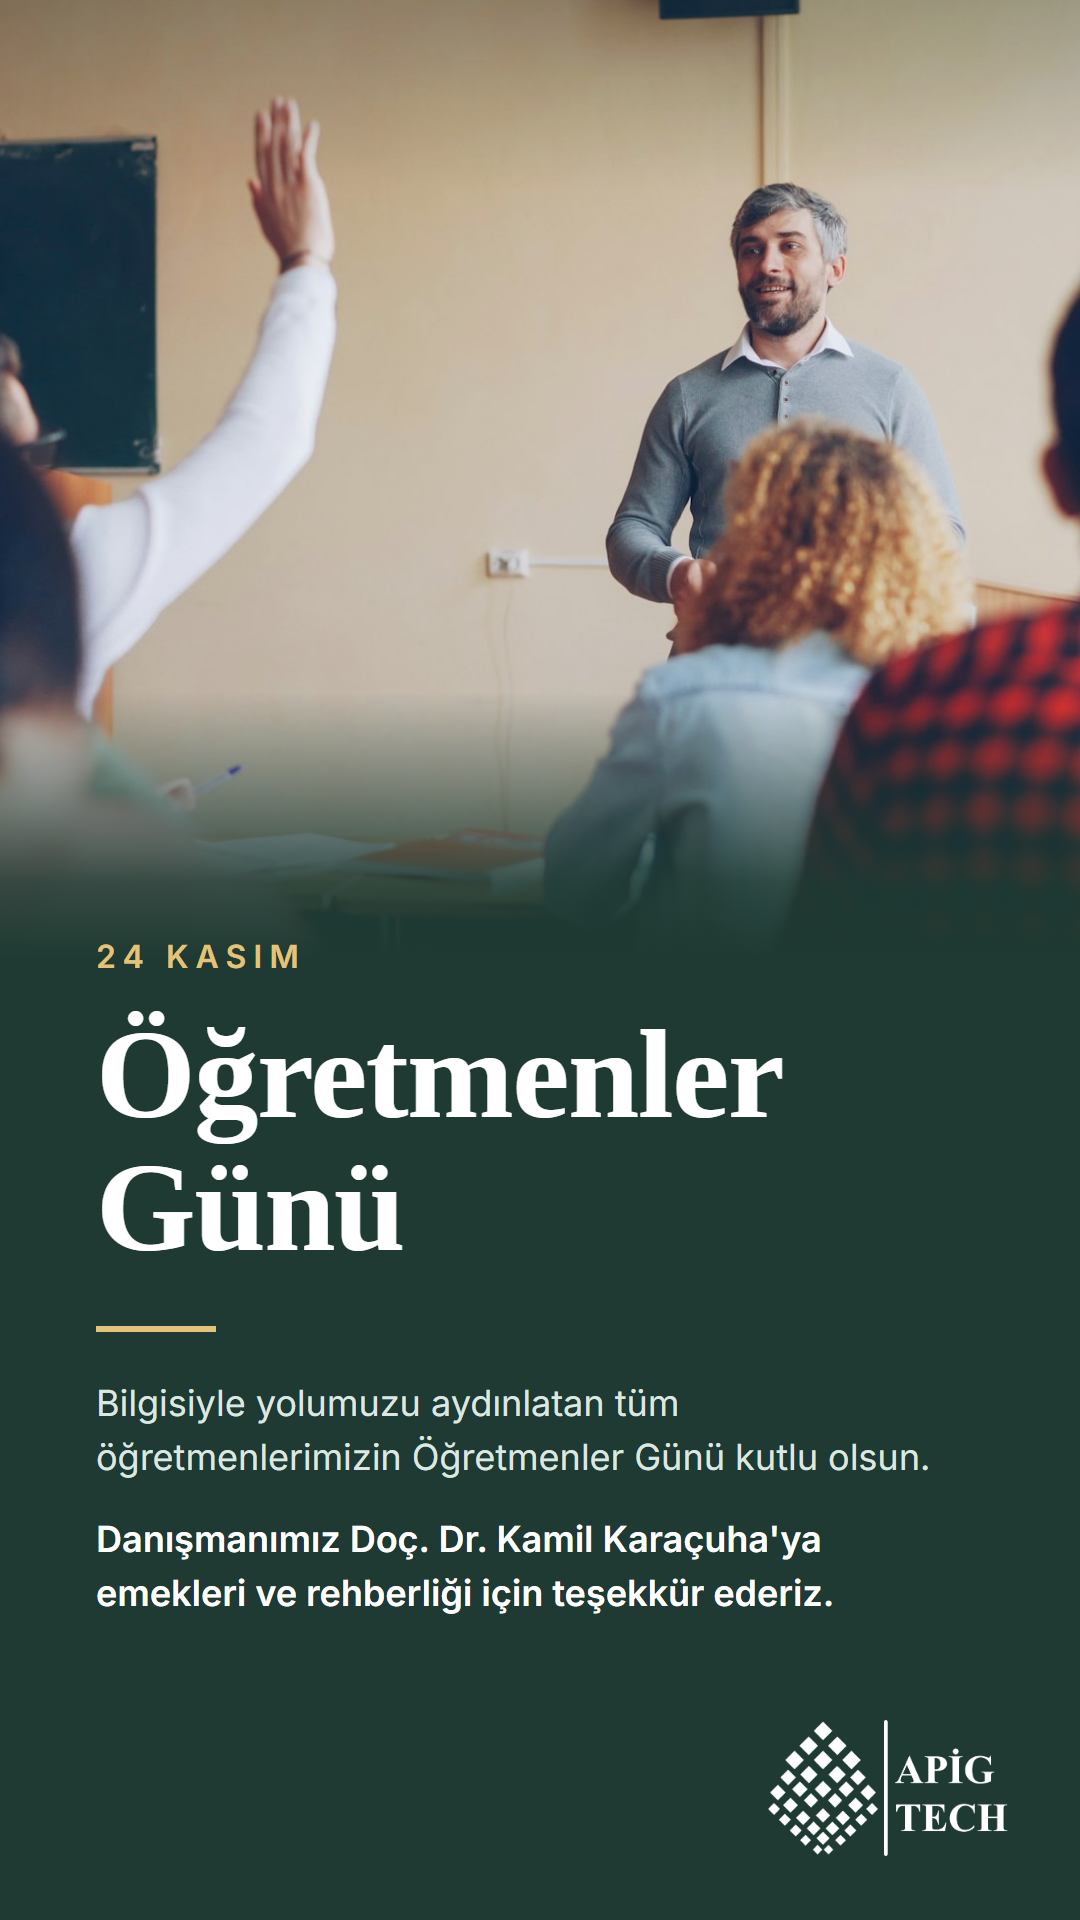 24 KASIM
Öğretmenler
Günü
Bilgisiyle yolumuzu aydınlatan tüm
öğretmenlerimizin Öğretmenler Günü kutlu olsun.
Danışmanımız Doç. Dr. Kamil Karaçuha'ya
emekleri ve rehberliği için teşekkür ederiz.
APİG
TECH